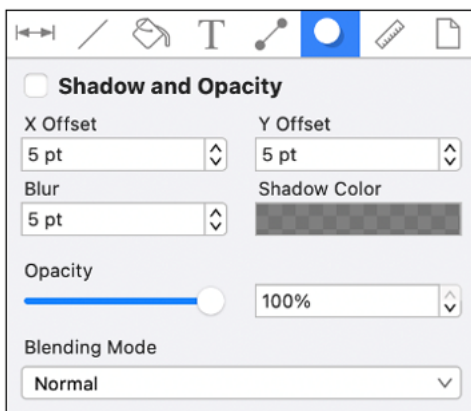 T
Shadow and Opacity
X Offset Y Offset
5 pt 5 pt
Blur Shadow Color
5 pt
Opacity
100%
Blending Mode
Normal